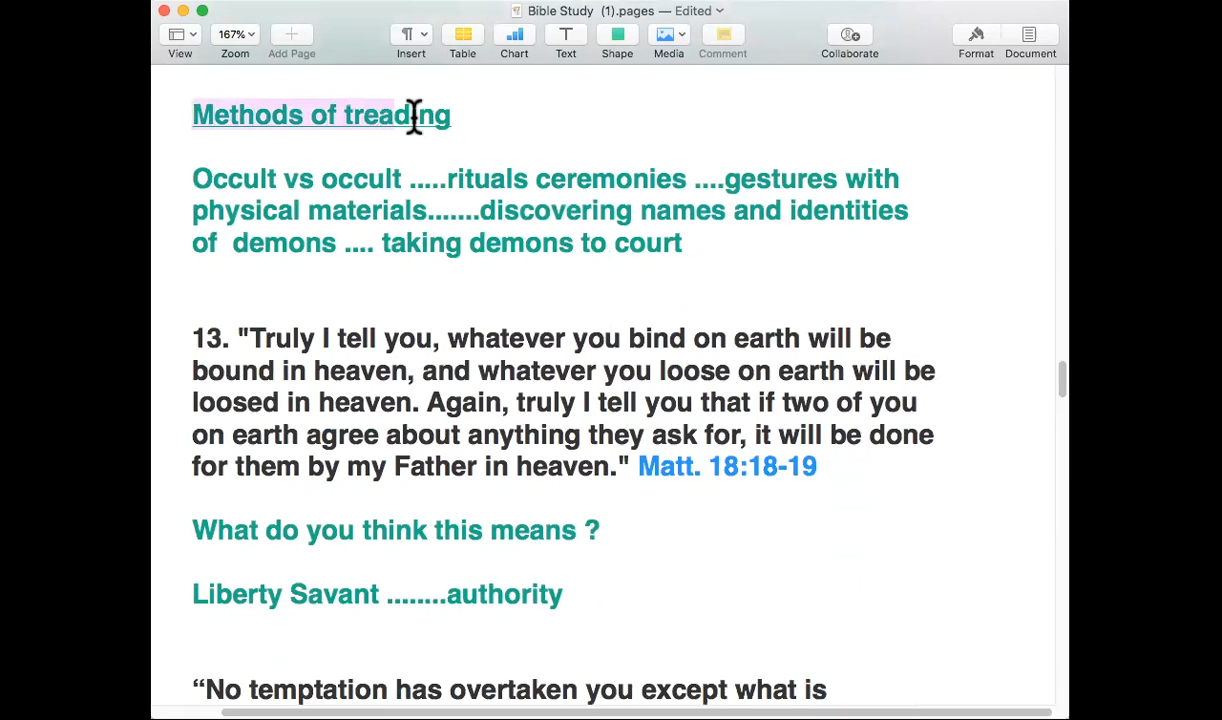 Bible Study (1).pages — Edited
167%
View
Zoom
Add Page
Insert
Table
Chart
Text
Shape
Media
Comment
Collaborate
Format
Document
Methods of treading
Occult vs occult .....rituals ceremonies ....gestures with
physical materials.......discovering names and identities
of demons .... taking demons to court
13. "Truly I tell you, whatever you bind on earth will be
bound in heaven, and whatever you loose on earth will be
loosed in heaven. Again, truly I tell you that if two of you
on earth agree about anything they ask for, it will be done
for them by my Father in heaven." Matt. 18:18-19
What do you think this means ?
Liberty Savant ........authority
“No temptation has overtaken you except what is